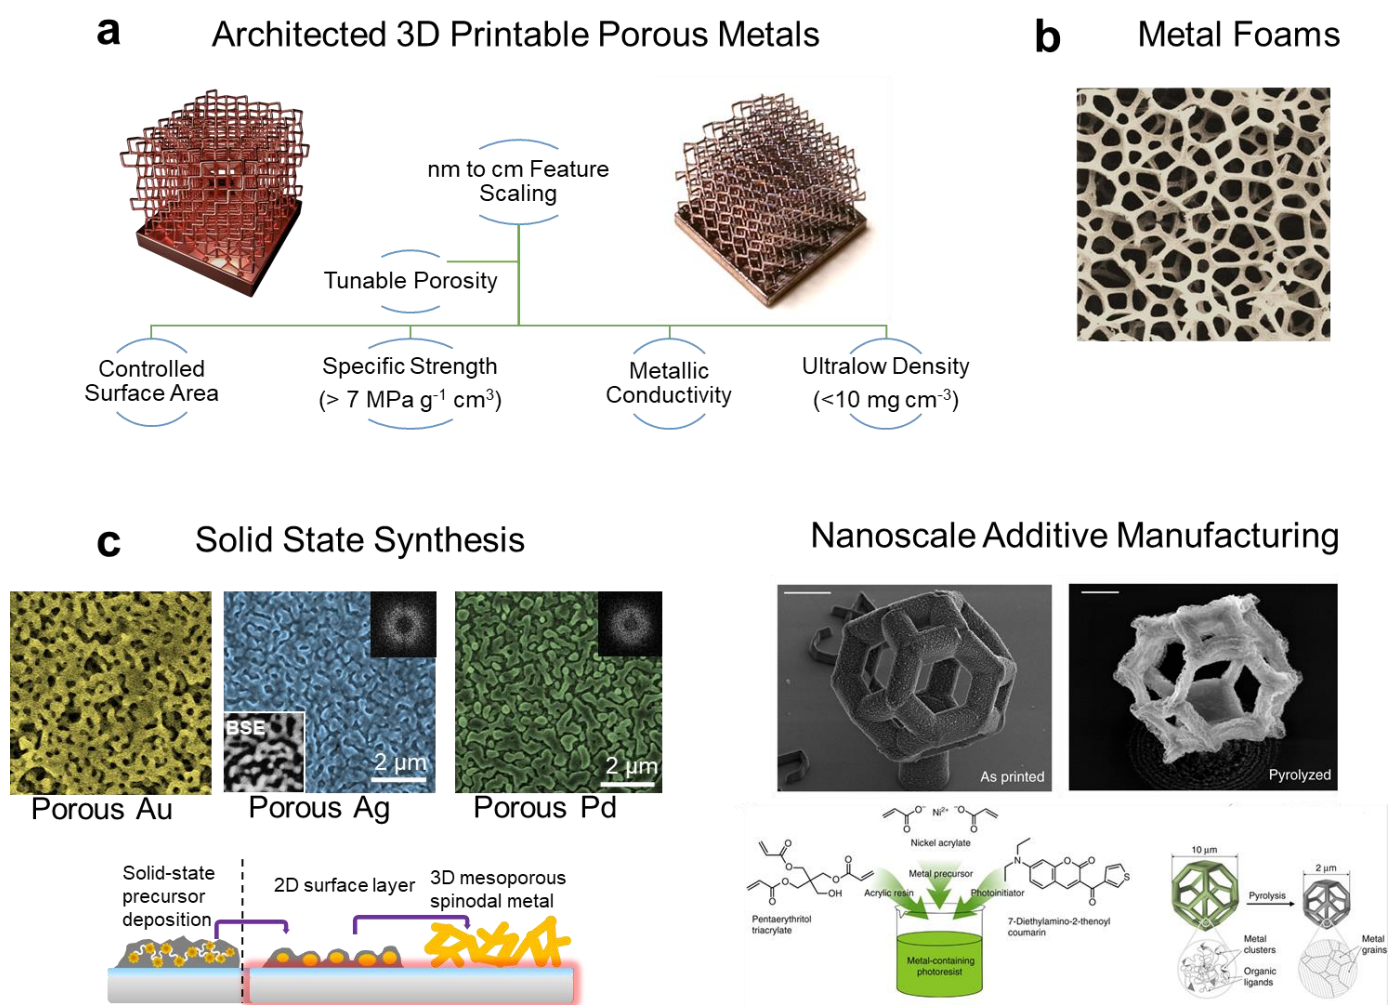 a
Architected 3D Printable Porous Metals
nm to cm Feature
Scaling
Tunable Porosity
Controlled
Surface Area
Specific Strength
(> 7 MPa g⁻¹ cm³)
Metallic
Conductivity
Ultralow Density
(<10 mg cm⁻³)
b
Metal Foams
c
Solid State Synthesis
BSE
2 μm
2 μm
Porous Au
Porous Ag
Porous Pd
Solid-state
precursor
deposition
2D surface layer
3D mesoporous
spinodal metal
Nanoscale Additive Manufacturing
As printed
Pyrolyzed
O⁻ Ni²⁺ ⁻O
O
O
Nickel acrylate
Metal precursor
Acrylic resin
Photoinitiator
O
O
O
O
O
O
OH
Pentaerythritol
triacrylate
N
O
O
O
S
7-Diethylamino-2-thenoyl
coumarin
Metal-containing
photoresist
10 μm
Pyrolysis
2 μm
Metal
clusters
Organic
ligands
Metal
grains